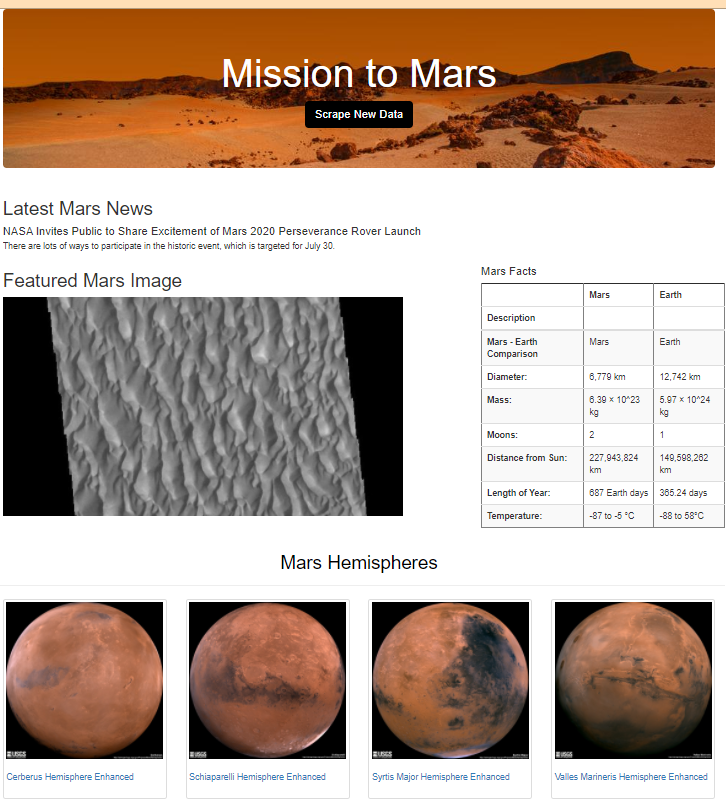 Mission to Mars
Scrape New Data
Latest Mars News
NASA Invites Public to Share Excitement of Mars 2020 Perseverance Rover Launch
There are lots of ways to participate in the historic event, which is targeted for July 30.
Featured Mars Image
Mars Facts
Mars Earth
Description
Mars - Earth Comparison Mars Earth
Diameter: 6,779 km 12,742 km
Mass: 6.39 × 10^23 kg 5.97 × 10^24 kg
Moons: 2 1
Distance from Sun: 227,943,824 km 149,598,262 km
Length of Year: 687 Earth days 365.24 days
Temperature: -87 to -5 °C -88 to 58°C
Mars Hemispheres
USGS
USGS
USGS
USGS
Cerberus Hemisphere Enhanced
Schiaparelli Hemisphere Enhanced
Syrtis Major Hemisphere Enhanced
Valles Marineris Hemisphere Enhanced